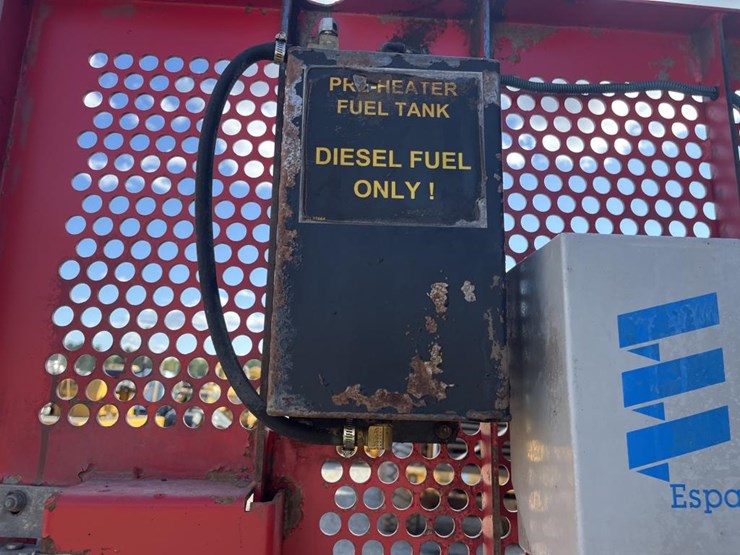 PRE-HEATER
FUEL TANK
DIESEL FUEL
ONLY !
Espa